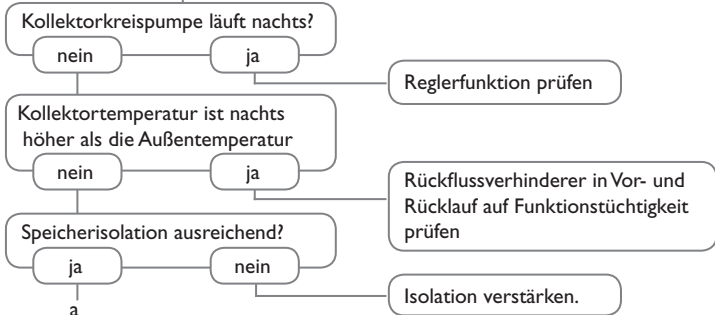 Kollektorkreispumpe läuft nachts?
nein
ja
Reglerfunktion prüfen
Kollektortemperatur ist nachts
höher als die Außentemperatur
nein
ja
Rückflussverhinderer in Vor- und
Rücklauf auf Funktionstüchtigkeit
prüfen
Speicherisolation ausreichend?
ja
nein
Isolation verstärken.
a